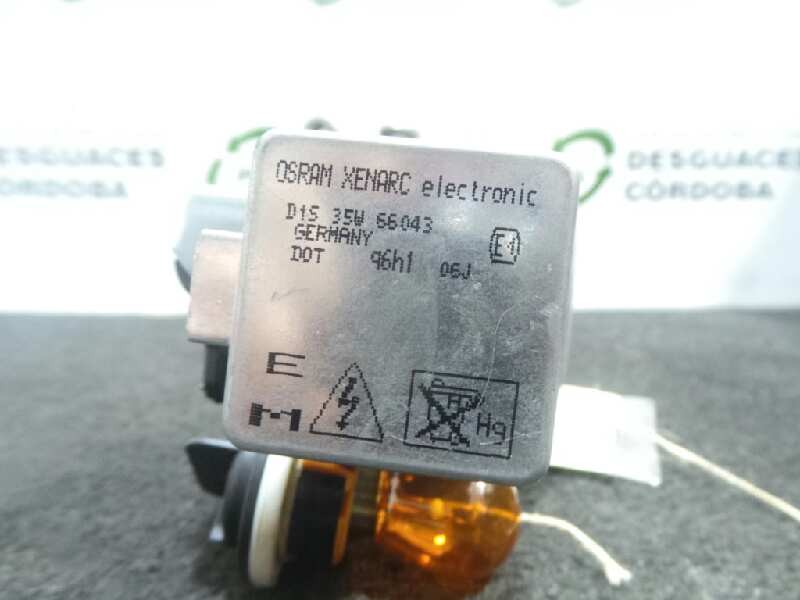 OSRAM XENARC electronic
D1S 35W 66043
GERMANY
DOT 96h1 06J
E1
E
M
Hg
DESGUACES
CÓRDOBA
DESGUACES
CÓRDOBA